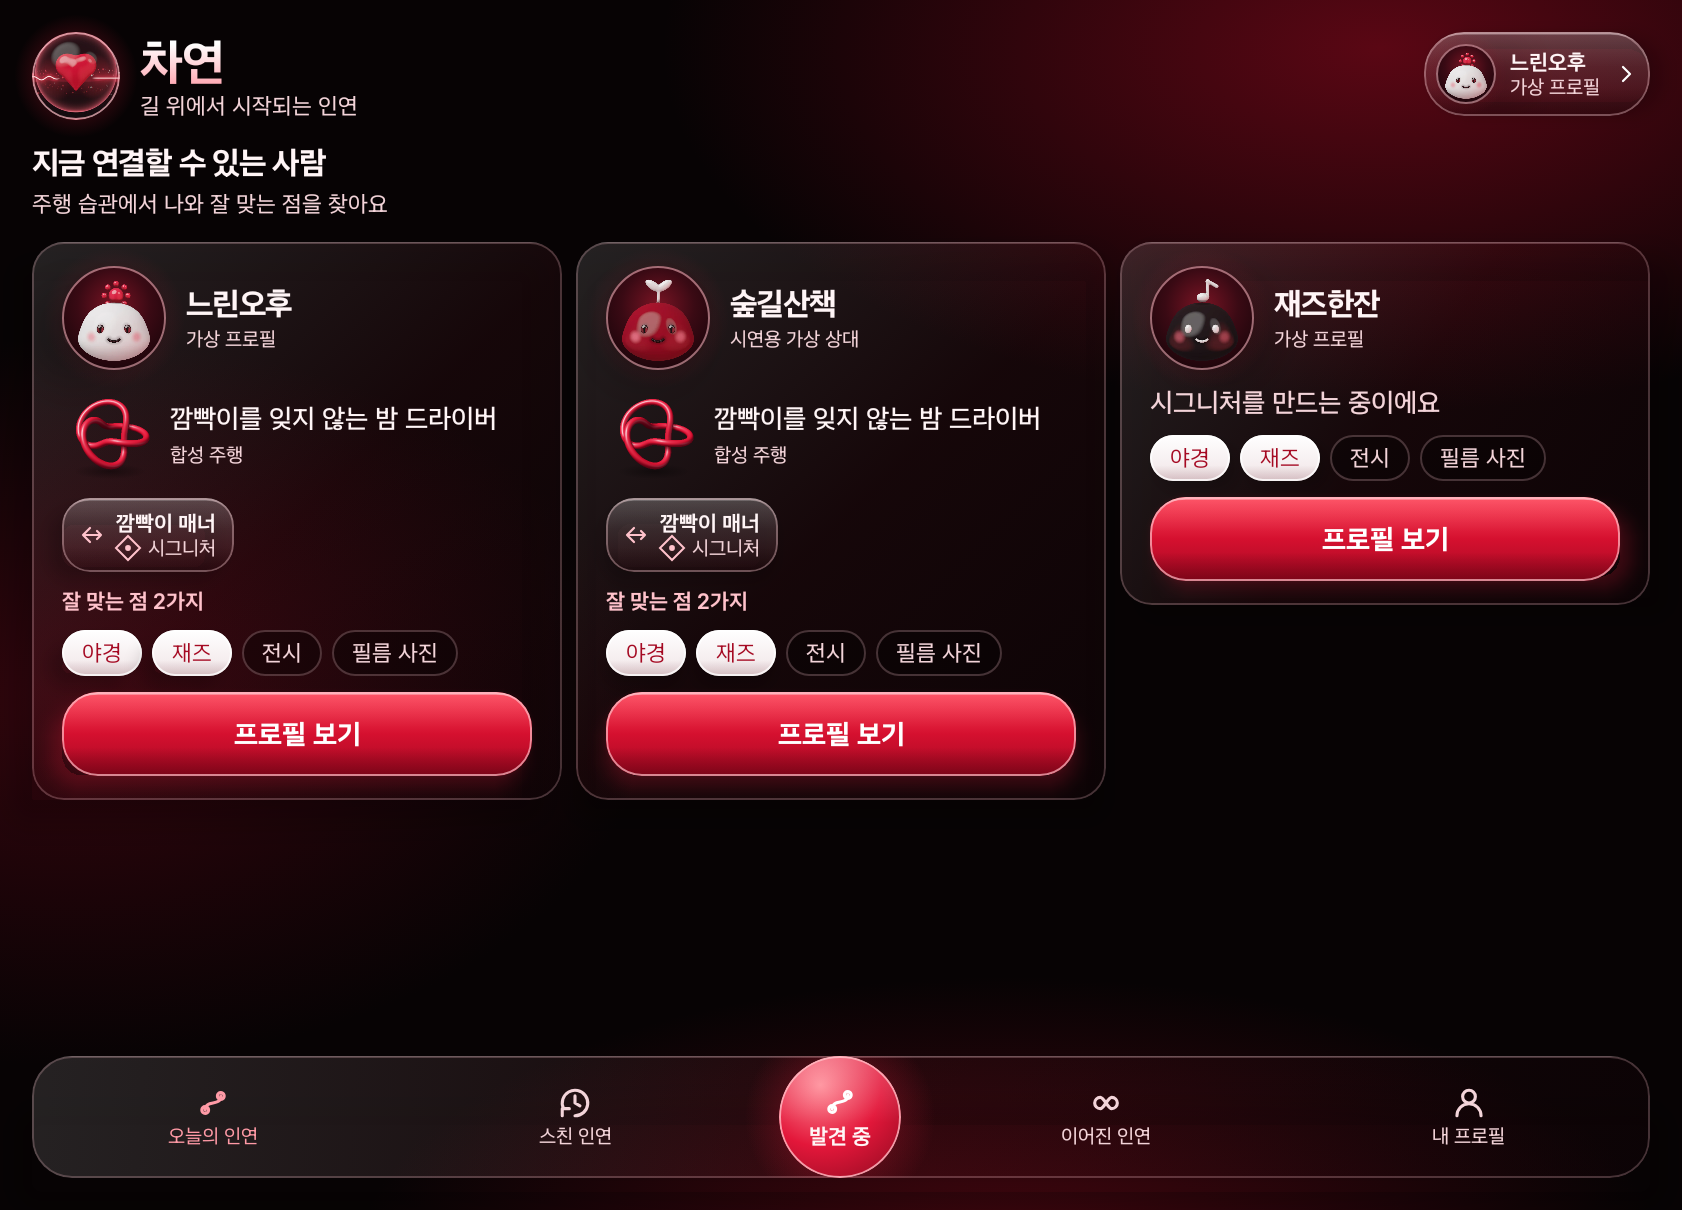 차연
길 위에서 시작되는 인연
느린오후
가상 프로필
지금 연결할 수 있는 사람
주행 습관에서 나와 잘 맞는 점을 찾아요
느린오후
가상 프로필
깜빡이를 잊지 않는 밤 드라이버
합성 주행
깜빡이 매너
시그니처
잘 맞는 점 2가지
야경 재즈 전시 필름 사진
프로필 보기
숲길산책
시연용 가상 상대
깜빡이를 잊지 않는 밤 드라이버
합성 주행
깜빡이 매너
시그니처
잘 맞는 점 2가지
야경 재즈 전시 필름 사진
프로필 보기
재즈한잔
가상 프로필
시그니처를 만드는 중이에요
야경 재즈 전시 필름 사진
프로필 보기
오늘의 인연
스친 인연
발견 중
이어진 인연
내 프로필